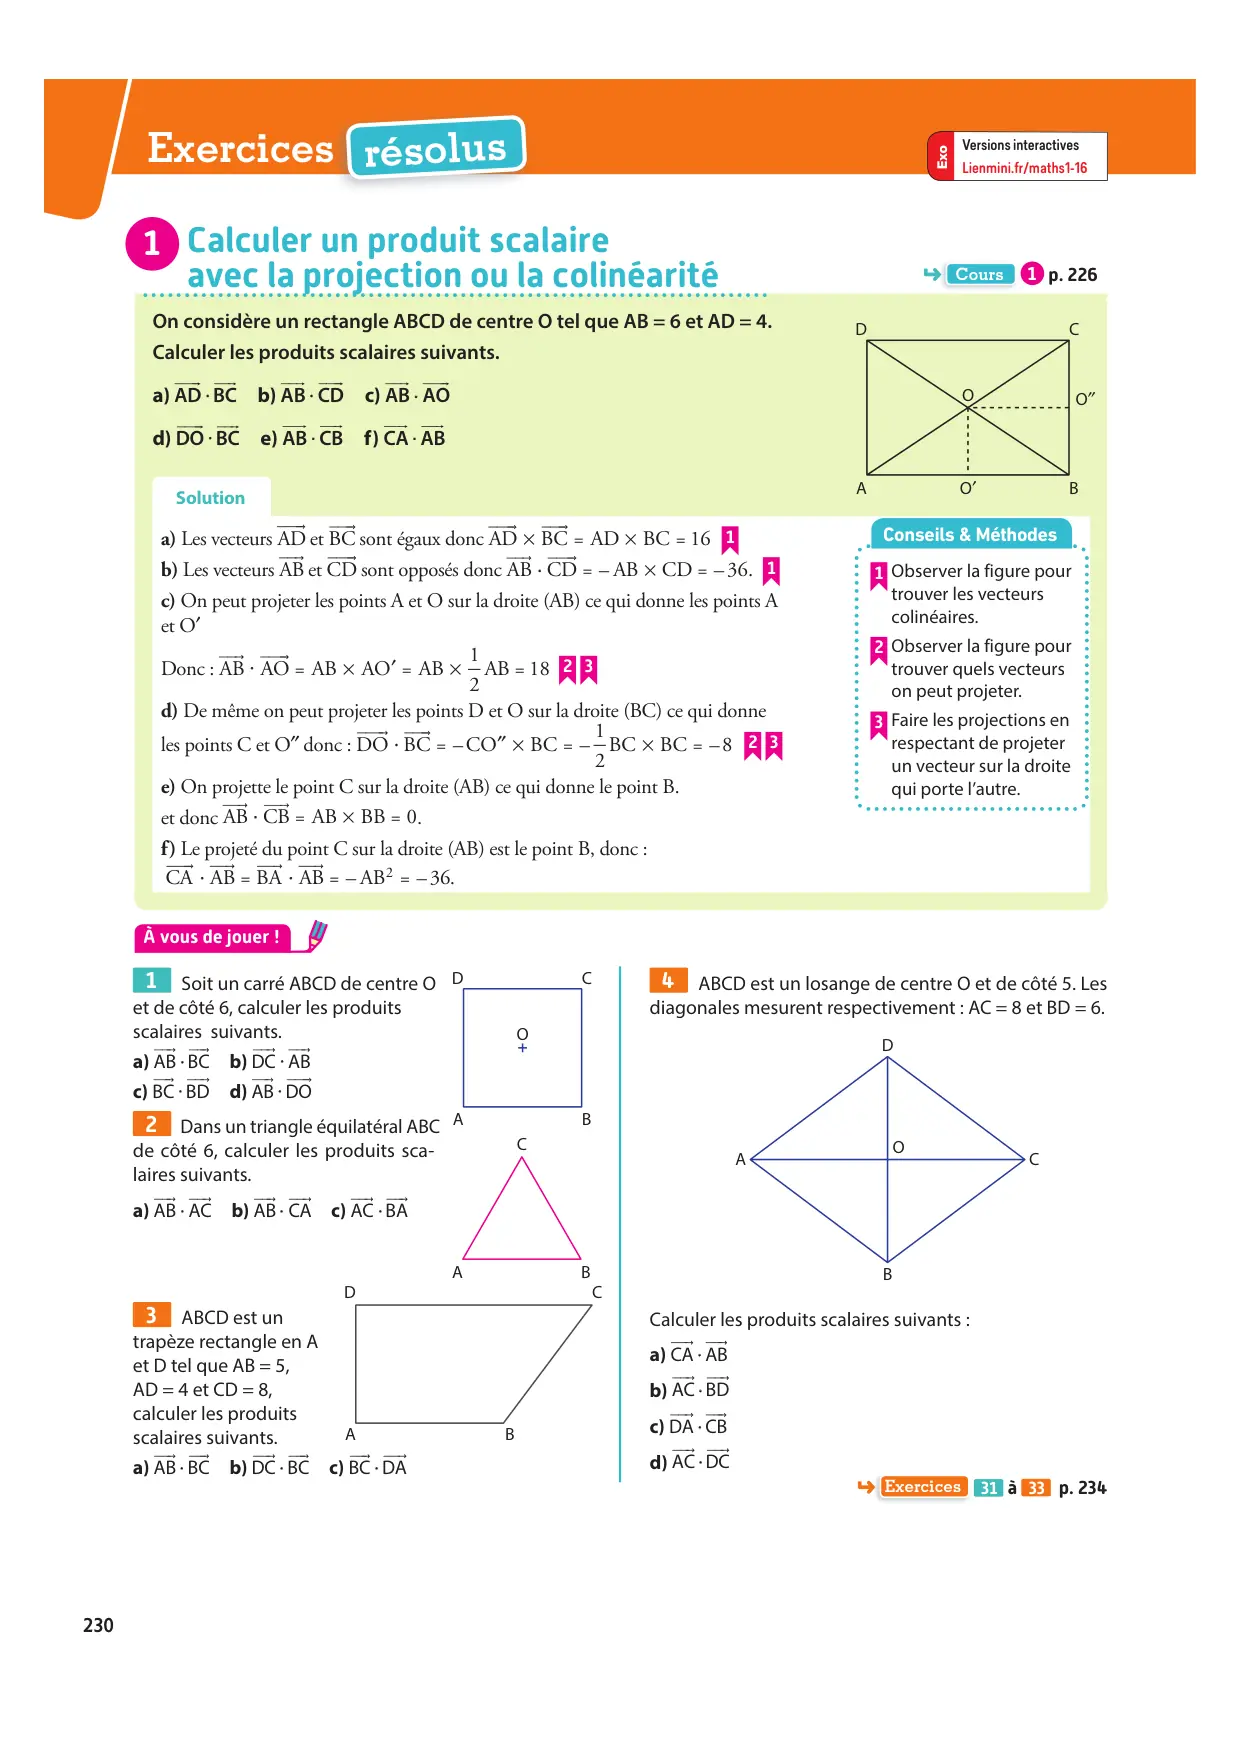 Exercices résolus
Exo
Versions interactives
Lienmini.fr/maths1-16
1 Calculer un produit scalaire
avec la projection ou la colinéarité
Cours 1 p. 226
On considère un rectangle ABCD de centre O tel que AB = 6 et AD = 4.
Calculer les produits scalaires suivants.
a) AD · BC b) AB · CD c) AB · AO
d) DO · BC e) AB · CB f) CA · AB
D C
O
O″
A O′ B
Solution
a) Les vecteurs AD et BC sont égaux donc AD × BC = AD × BC = 16 1
b) Les vecteurs AB et CD sont opposés donc AB · CD = – AB × CD = – 36. 1
c) On peut projeter les points A et O sur la droite (AB) ce qui donne les points A
et O′
Donc : AB · AO = AB × AO′ = AB × 1/2 AB = 18 2 3
d) De même on peut projeter les points D et O sur la droite (BC) ce qui donne
les points C et O″ donc : DO · BC = – CO″ × BC = – 1/2 BC × BC = – 8 2 3
e) On projette le point C sur la droite (AB) ce qui donne le point B.
et donc AB · CB = AB × BB = 0.
f) Le projeté du point C sur la droite (AB) est le point B, donc :
CA · AB = BA · AB = – AB² = – 36.
Conseils & Méthodes
1 Observer la figure pour
trouver les vecteurs
colinéaires.
2 Observer la figure pour
trouver quels vecteurs
on peut projeter.
3 Faire les projections en
respectant de projeter
un vecteur sur la droite
qui porte l’autre.
À vous de jouer !
1 Soit un carré ABCD de centre O
et de côté 6, calculer les produits
scalaires suivants.
a) AB · BC b) DC · AB
c) BC · BD d) AB · DO
D C
O
A B
2 Dans un triangle équilatéral ABC
de côté 6, calculer les produits sca-
laires suivants.
a) AB · AC b) AB · CA c) AC · BA
C
A B
3 ABCD est un
trapèze rectangle en A
et D tel que AB = 5,
AD = 4 et CD = 8,
calculer les produits
scalaires suivants.
a) AB · BC b) DC · BC c) BC · DA
D C
A B
4 ABCD est un losange de centre O et de côté 5. Les
diagonales mesurent respectivement : AC = 8 et BD = 6.
D
O
A C
B
Calculer les produits scalaires suivants :
a) CA · AB
b) AC · BD
c) DA · CB
d) AC · DC
Exercices 31 à 33 p. 234
230